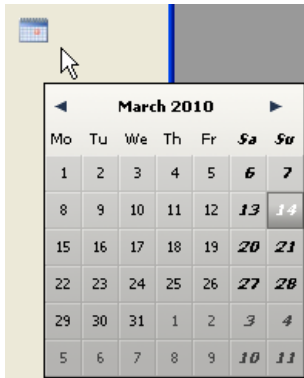 ◄ March 2010 ►
Mo Tu We Th Fr Sa Su
1 2 3 4 5 6 7
8 9 10 11 12 13 14
15 16 17 18 19 20 21
22 23 24 25 26 27 28
29 30 31 1 2 3 4
5 6 7 8 9 10 11